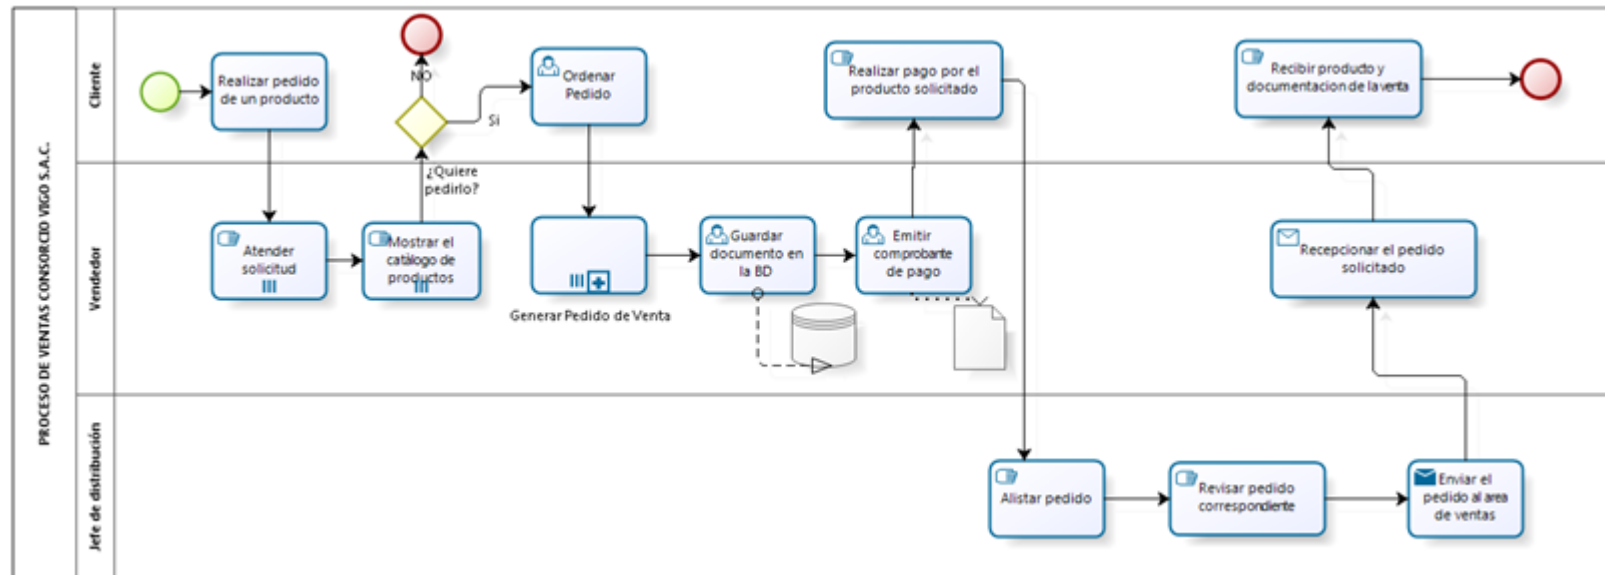 PROCESO DE VENTAS CONSORCIO VIGO S.A.C.
Cliente
Realizar pedido
de un producto
NO
Si
¿Quiere
pedirlo?
Ordenar
Pedido
Realizar pago por el
producto solicitado
Recibir producto y
documentacion de la venta
Vendedor
Atender
solicitud
Mostrar el
catálogo de
productos
Generar Pedido de Venta
Guardar
documento en
la BD
Emitir
comprobante
de pago
Recepcionar el pedido
solicitado
Jefe de distribución
Alistar pedido
Revisar pedido
correspondiente
Enviar el
pedido al area
de ventas